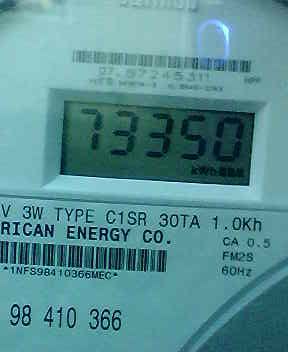 73350
kWh
V 3W TYPE C1SR 30TA 1.0Kh
RICAN ENERGY CO.
CA 0.5
FM2S
60Hz
*1NFS98410366MEC*
98 410 366